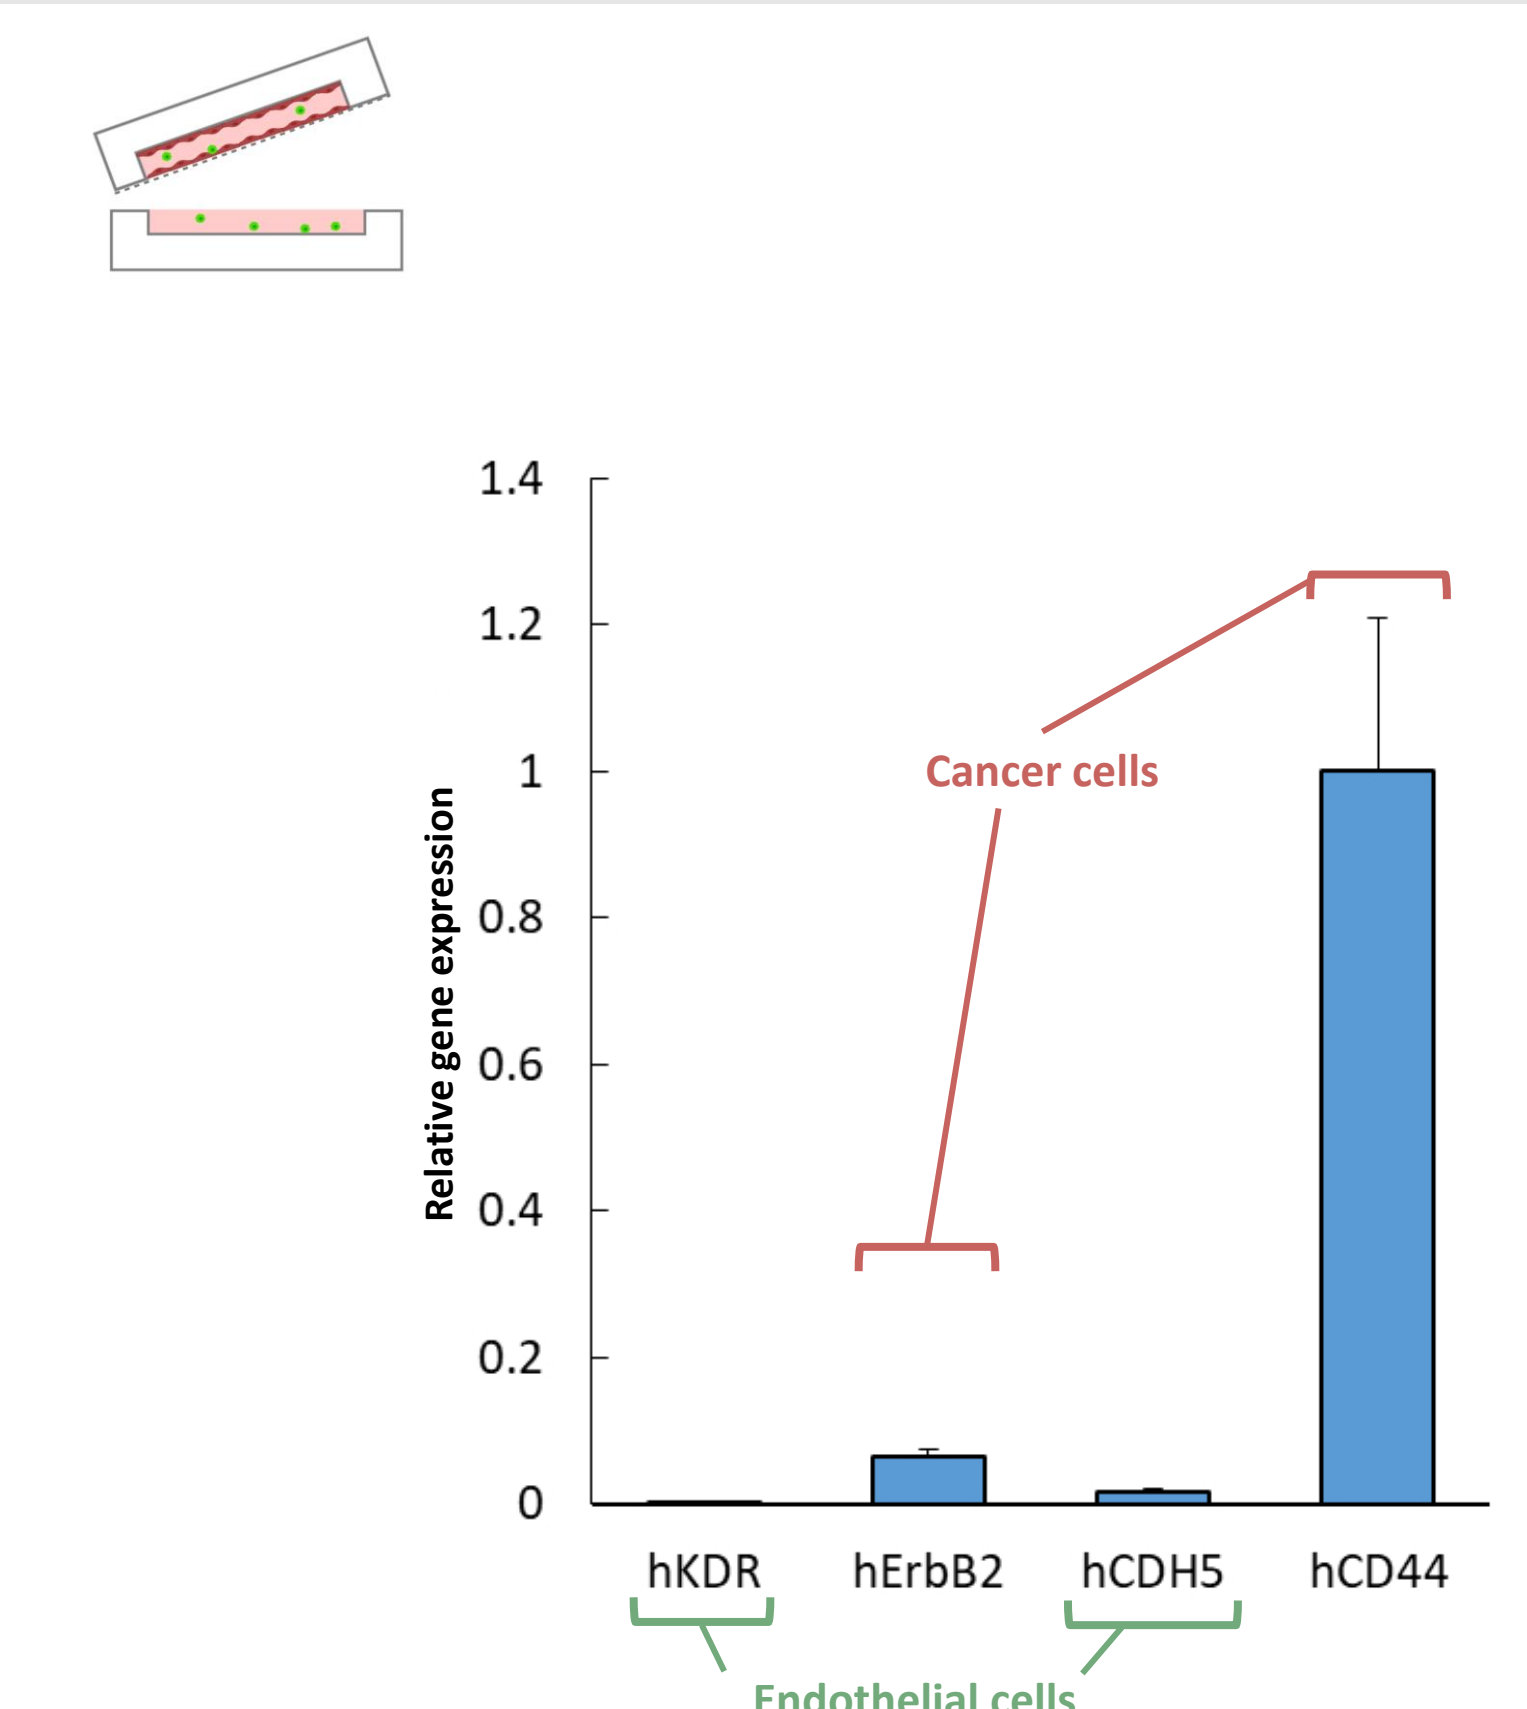 1.4
1.2
1
0.8
0.6
0.4
0.2
0
Relative gene expression
Cancer cells
hKDR hErbB2 hCDH5 hCD44
Endothelial cells